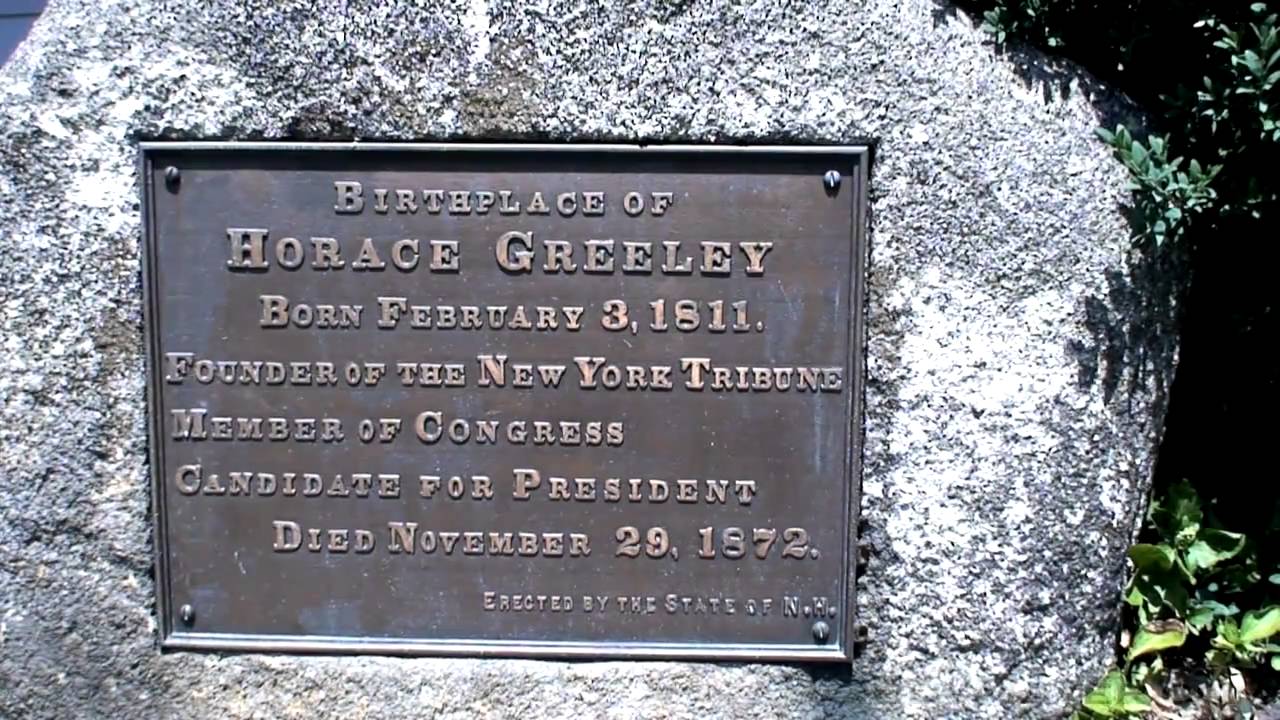 BIRTHPLACE OF
HORACE GREELEY
BORN FEBRUARY 3, 1811.
FOUNDER OF THE NEW YORK TRIBUNE
MEMBER OF CONGRESS
CANDIDATE FOR PRESIDENT
DIED NOVEMBER 29, 1872.
ERECTED BY THE STATE OF N.H.